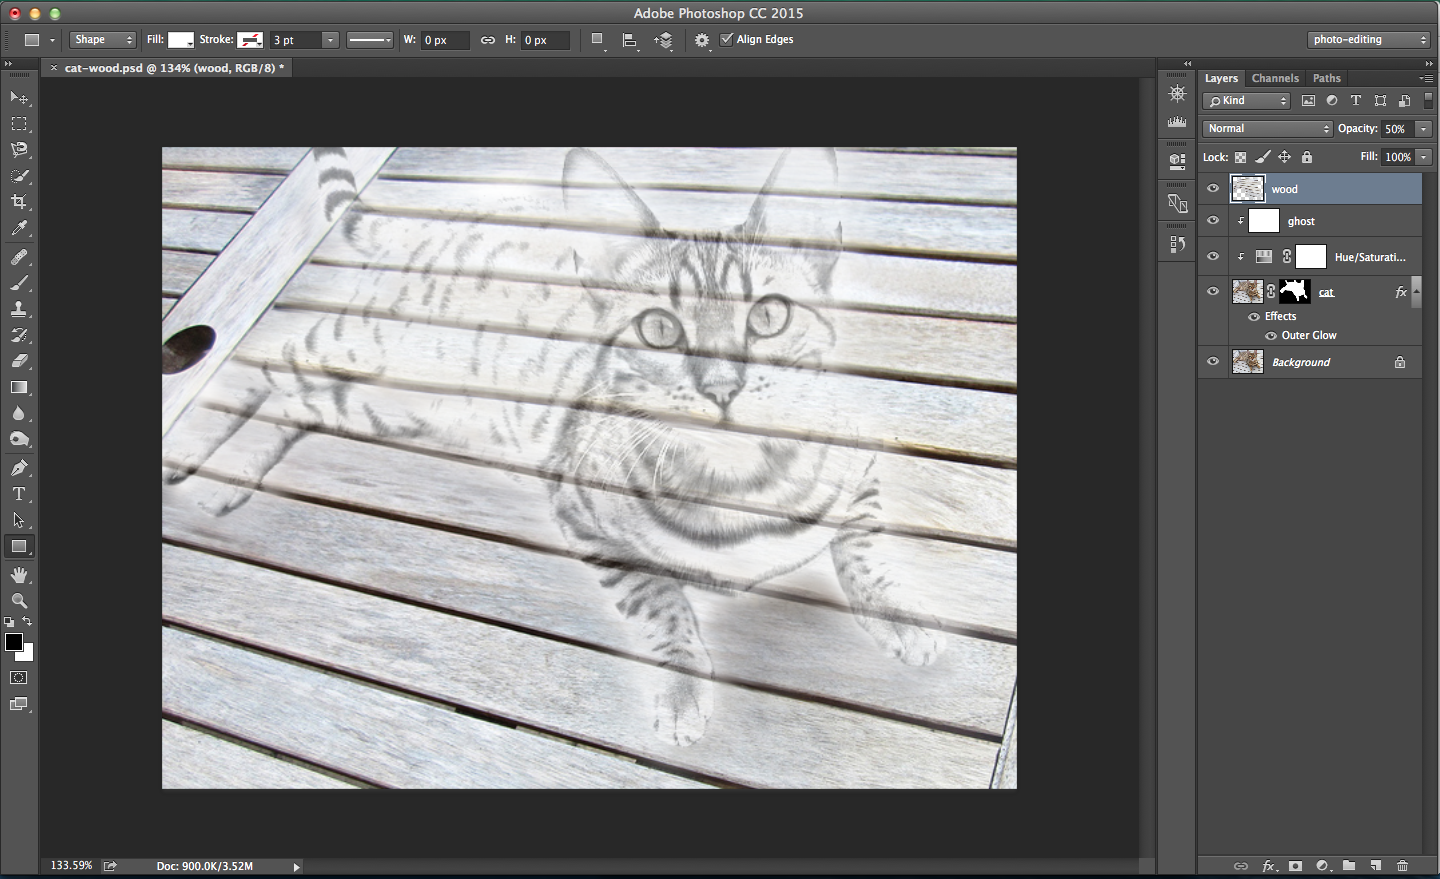 Adobe Photoshop CC 2015
Shape Fill: Stroke: 3 pt W: 0 px H: 0 px Align Edges photo-editing
× cat-wood.psd @ 134% (wood, RGB/8) *
Layers Channels Paths
Kind
Normal Opacity: 50%
Lock: Fill: 100%
wood
ghost
Hue/Saturati...
cat fx
Effects
Outer Glow
Background
133.59% Doc: 900.0K/3.52M